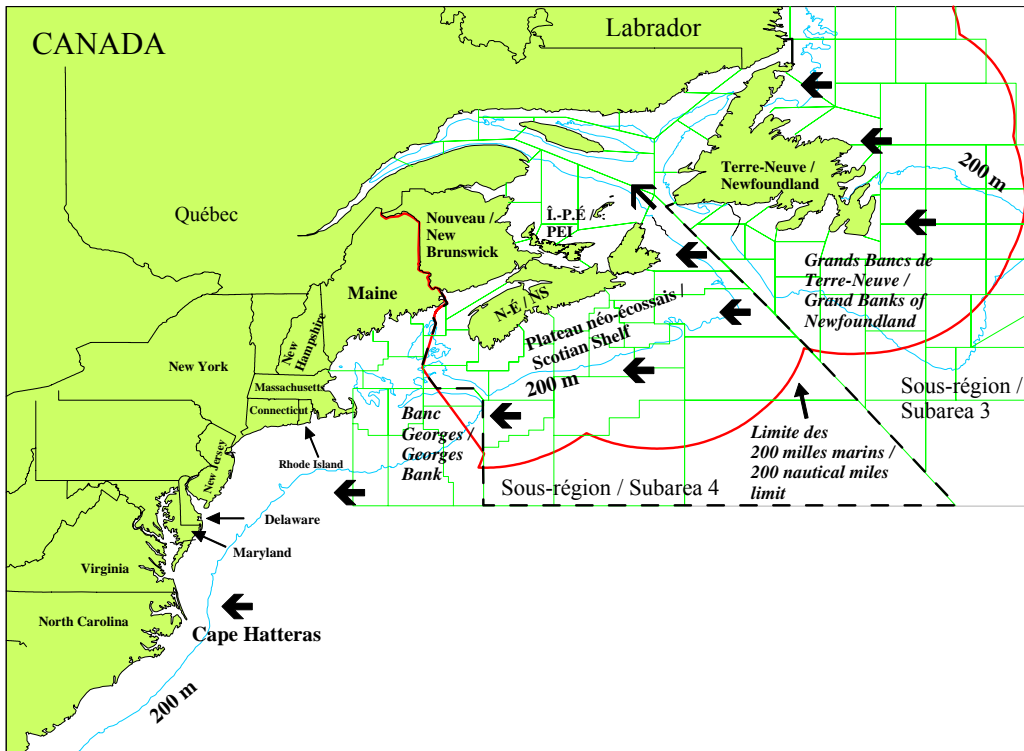 CANADA
Labrador
Québec
Terre-Neuve /
Newfoundland
200 m
Nouveau /
New
Brunswick
Î.-P.É /
PEI
Maine
N-É / NS
Plateau néo-écossais /
Scotian Shelf
200 m
Grands Bancs de
Terre-Neuve /
Grand Banks of
Newfoundland
New
Hampshire
New York
Massachusetts
Connecticut
Rhode Island
New Jersey
Banc
Georges /
Georges
Bank
Sous-région /
Subarea 3
Limite des
200 milles marins /
200 nautical miles
limit
Sous-région / Subarea 4
Delaware
Maryland
Virginia
North Carolina
Cape Hatteras
200 m